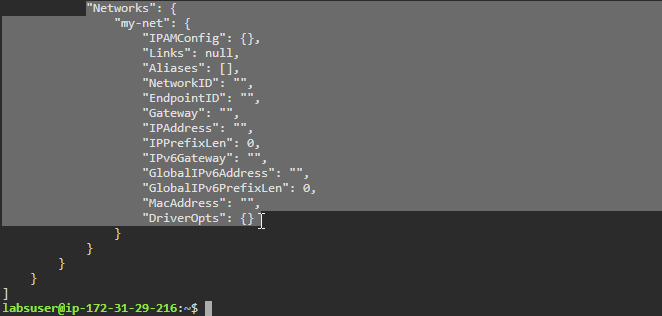 "Networks": {
"my-net": {
"IPAMConfig": {},
"Links": null,
"Aliases": [],
"NetworkID": "",
"EndpointID": "",
"Gateway": "",
"IPAddress": "",
"IPPrefixLen": 0,
"IPv6Gateway": "",
"GlobalIPv6Address": "",
"GlobalIPv6PrefixLen": 0,
"MacAddress": "",
"DriverOpts": {}
}
}
}
}
]
labsuser@ip-172-31-29-216:~$